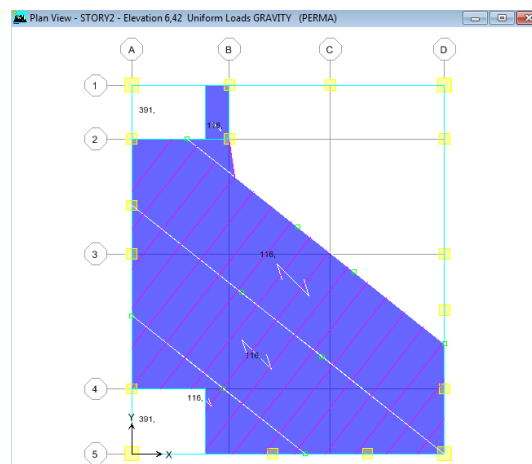 Plan View - STORY2 - Elevation 6,42 Uniform Loads GRAVITY (PERMA)
A B C D
1
391,
116,
2
3
116,
116,
4
116,
391,
Y
X
5